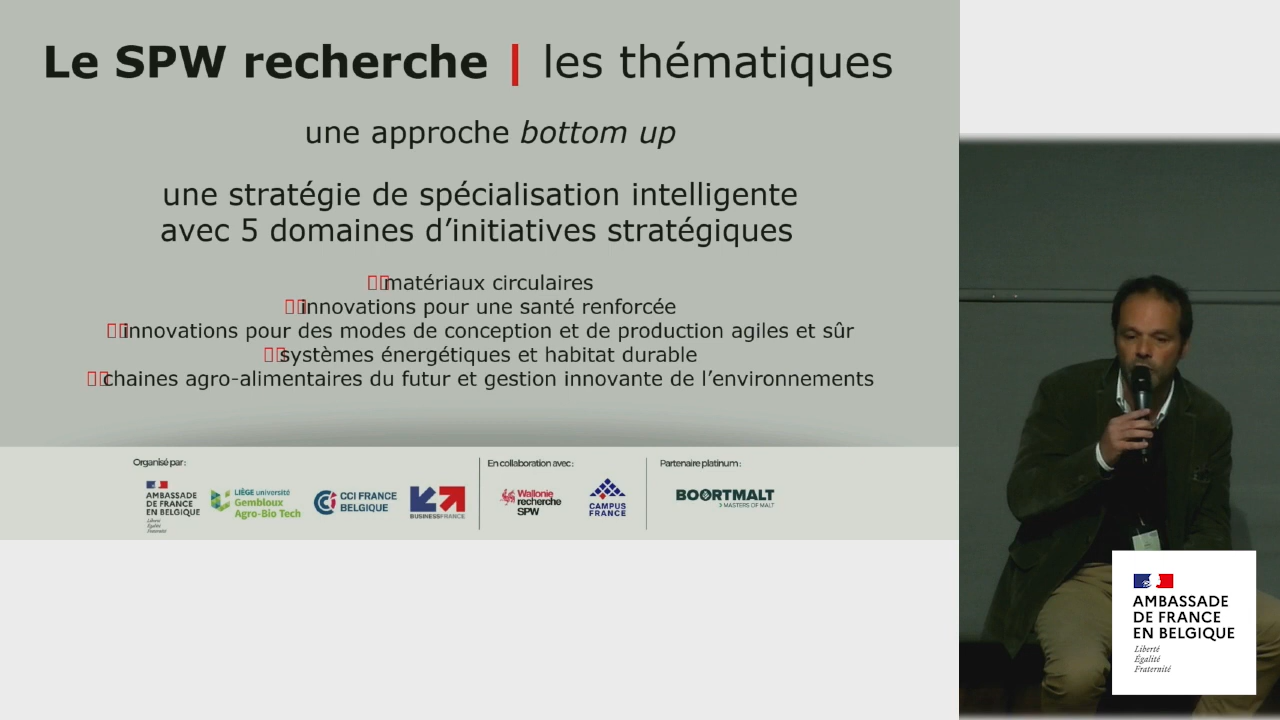 Le SPW recherche | les thématiques
une approche bottom up
une stratégie de spécialisation intelligente
avec 5 domaines d’initiatives stratégiques
matériaux circulaires
innovations pour une santé renforcée
innovations pour des modes de conception et de production agiles et sûr
systèmes énergétiques et habitat durable
chaines agro-alimentaires du futur et gestion innovante de l’environnements
Organisé par :
AMBASSADE
DE FRANCE
EN BELGIQUE
Liberté
Égalité
Fraternité
LIÈGE université
Gembloux
Agro-Bio Tech
CCI FRANCE
BELGIQUE
BUSINESS FRANCE
En collaboration avec :
Wallonie
recherche
SPW
CAMPUS
FRANCE
Partenaire platinum :
BOORTMALT
MASTERS OF MALT
AMBASSADE
DE FRANCE
EN BELGIQUE
Liberté
Égalité
Fraternité